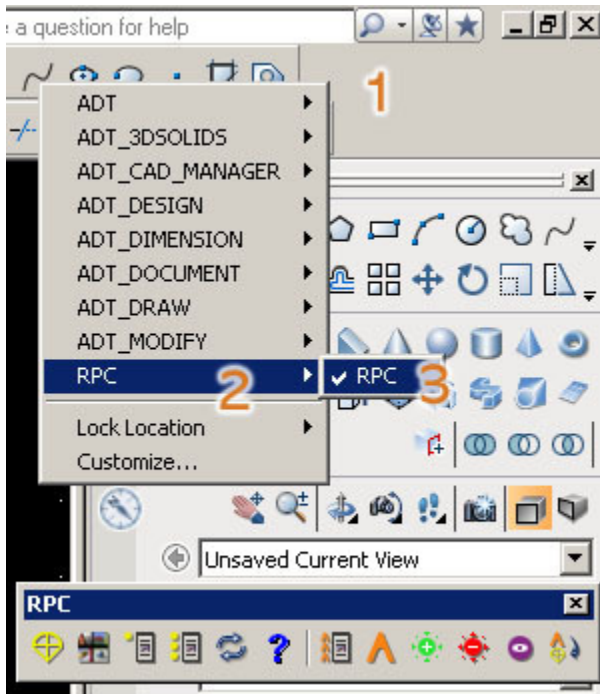 a question for help
1
ADT
ADT_3DSOLIDS
ADT_CAD_MANAGER
ADT_DESIGN
ADT_DIMENSION
ADT_DOCUMENT
ADT_DRAW
ADT_MODIFY
RPC 2 RPC 3
Lock Location
Customize...
Unsaved Current View
RPC